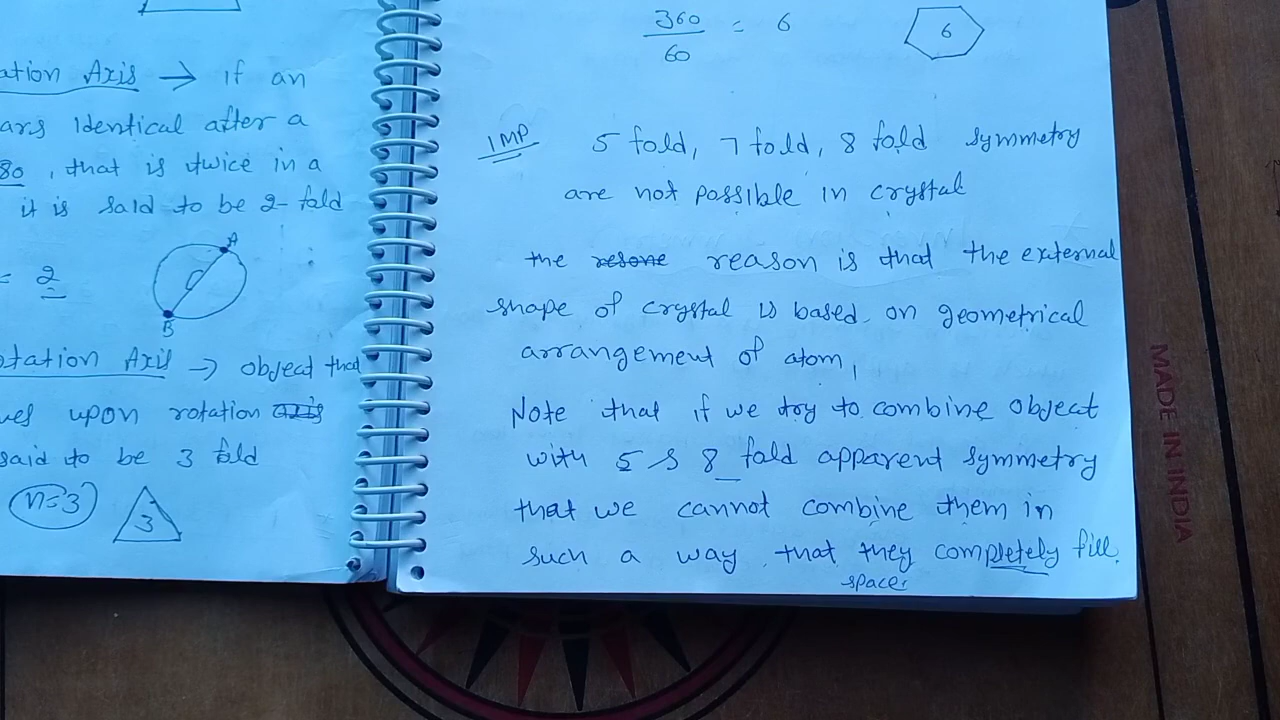 ation Axis → if an
ars identical after a
80, that is twice in a
it is said to be 2-fold
= 2
A
B
otation Axis → object that
ves upon rotation axis
said to be 3 fold
n=3
3
360
60
= 6
6
IMP
5 fold, 7 fold, 8 fold symmetry
are not possible in crystal
the resone reason is that the external
shape of crystal is based on geometrical
arrangement of atom,
Note that if we try to combine object
with 5 & 8 fold apparent symmetry
that we cannot combine them in
such a way that they completely fill
space.
MADE IN INDIA